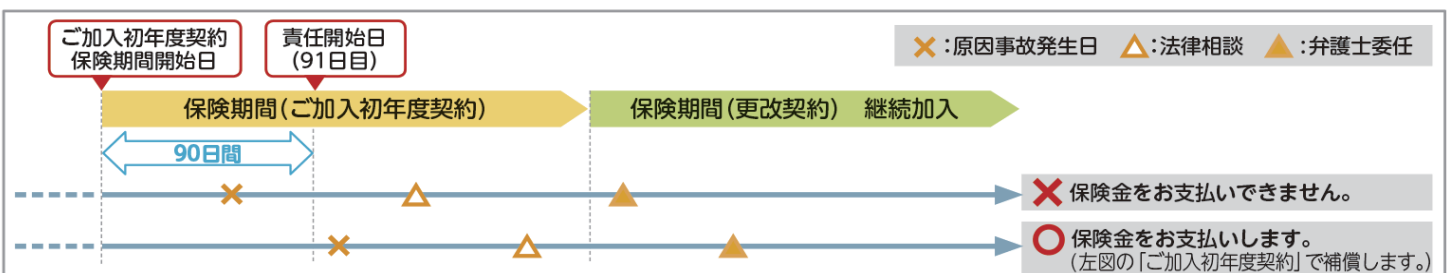 ご加入初年度契約
保険期間開始日
責任開始日
(91日目)
:原因事故発生日 :法律相談 :弁護士委任
保険期間(ご加入初年度契約)
保険期間(更改契約) 継続加入
90日間
保険金をお支払いできません。
保険金をお支払いします。
(左図の「ご加入初年度契約」で補償します。)